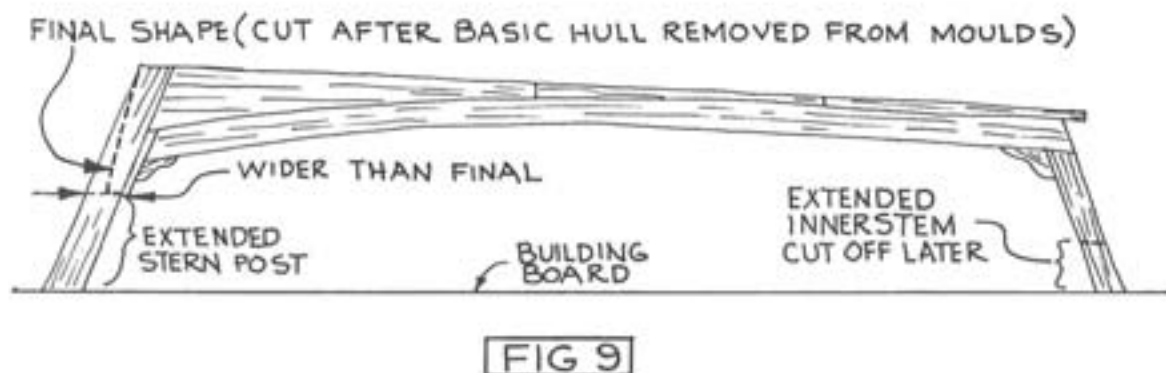 FINAL SHAPE (CUT AFTER BASIC HULL REMOVED FROM MOULDS)
WIDER THAN FINAL
EXTENDED
STERN POST
BUILDING
BOARD
EXTENDED
INNERSTEM
CUT OFF LATER
FIG 9